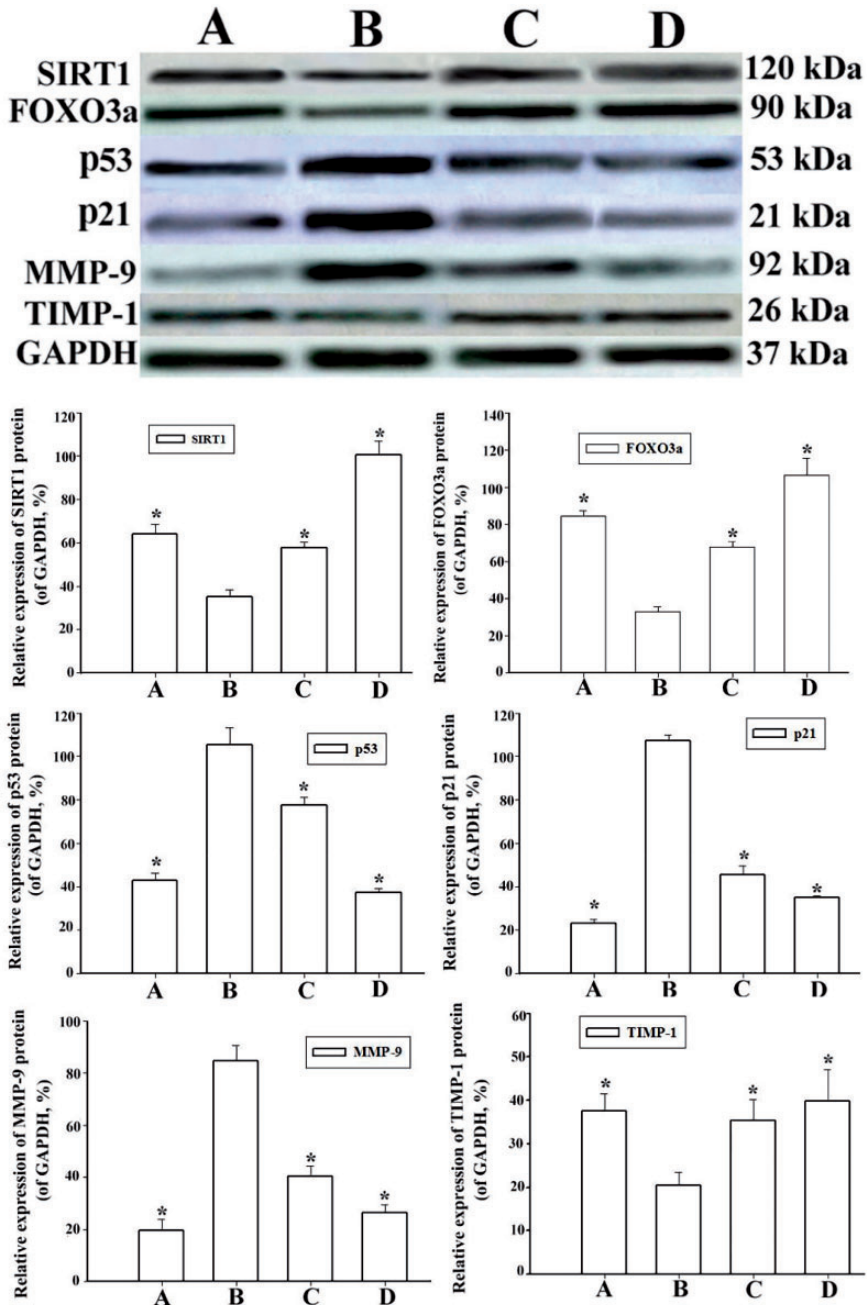 A B C D
SIRT1 120 kDa
FOXO3a 90 kDa
p53 53 kDa
p21 21 kDa
MMP-9 92 kDa
TIMP-1 26 kDa
GAPDH 37 kDa
Relative expression of SIRT1 protein
(of GAPDH, %)
120
100
80
60
40
20
0
SIRT1
* * *
A B C D
Relative expression of FOXO3a protein
(of GAPDH, %)
140
120
100
80
60
40
20
0
FOXO3a
* * *
A B C D
Relative expression of p53 protein
(of GAPDH, %)
120
100
80
60
40
20
0
p53
* * *
A B C D
Relative expression of p21 protein
(of GAPDH, %)
120
100
80
60
40
20
0
p21
* * *
A B C D
Relative expression of MMP-9 protein
(of GAPDH, %)
100
80
60
40
20
0
MMP-9
* * *
A B C D
Relative expression of TIMP-1 protein
(of GAPDH, %)
60
50
40
30
20
10
0
TIMP-1
* * *
A B C D